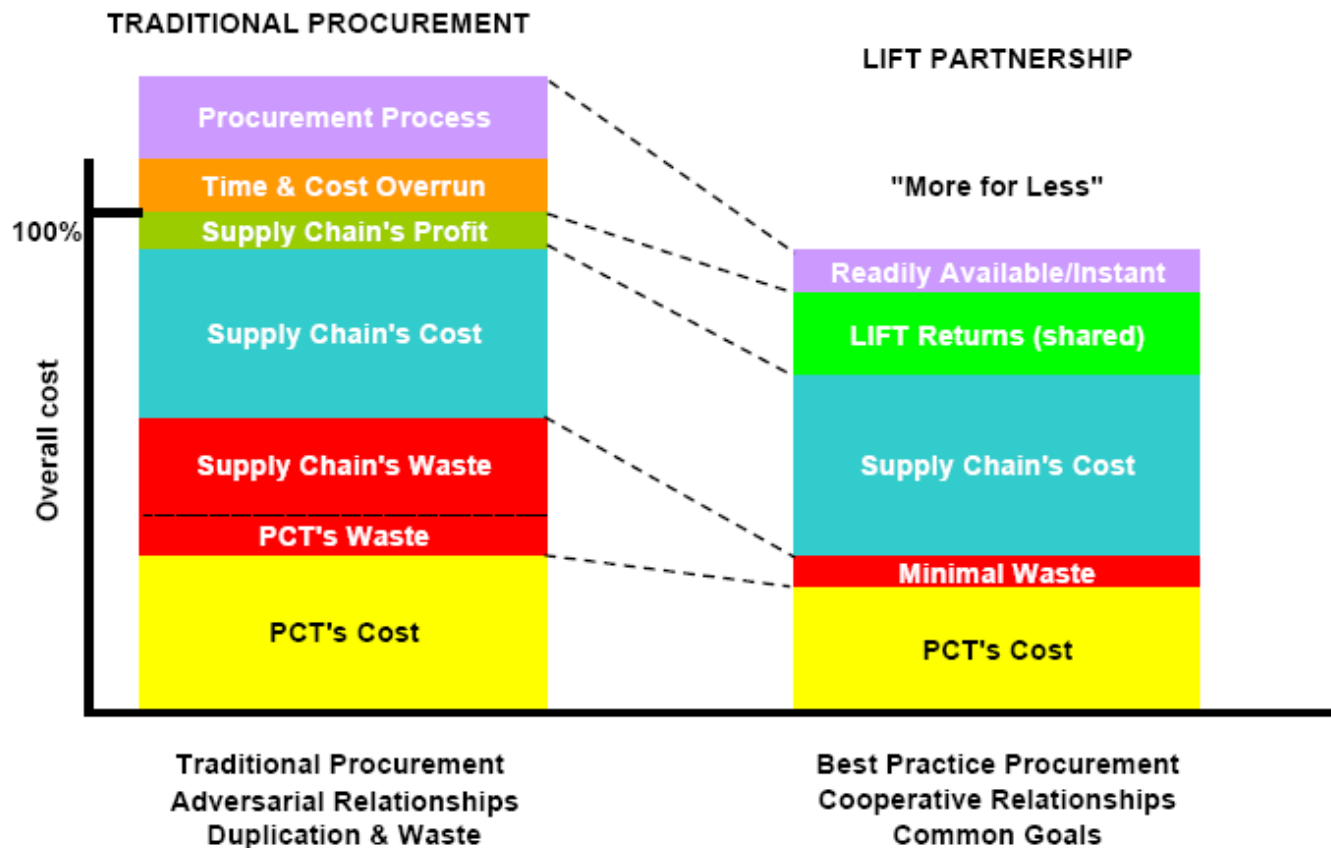 TRADITIONAL PROCUREMENT
LIFT PARTNERSHIP
Procurement Process
Time & Cost Overrun
"More for Less"
100%
Supply Chain's Profit
Readily Available/Instant
Supply Chain's Cost
LIFT Returns (shared)
Overall cost
Supply Chain's Waste
Supply Chain's Cost
PCT's Waste
Minimal Waste
PCT's Cost
PCT's Cost
Traditional Procurement
Adversarial Relationships
Duplication & Waste
Best Practice Procurement
Cooperative Relationships
Common Goals